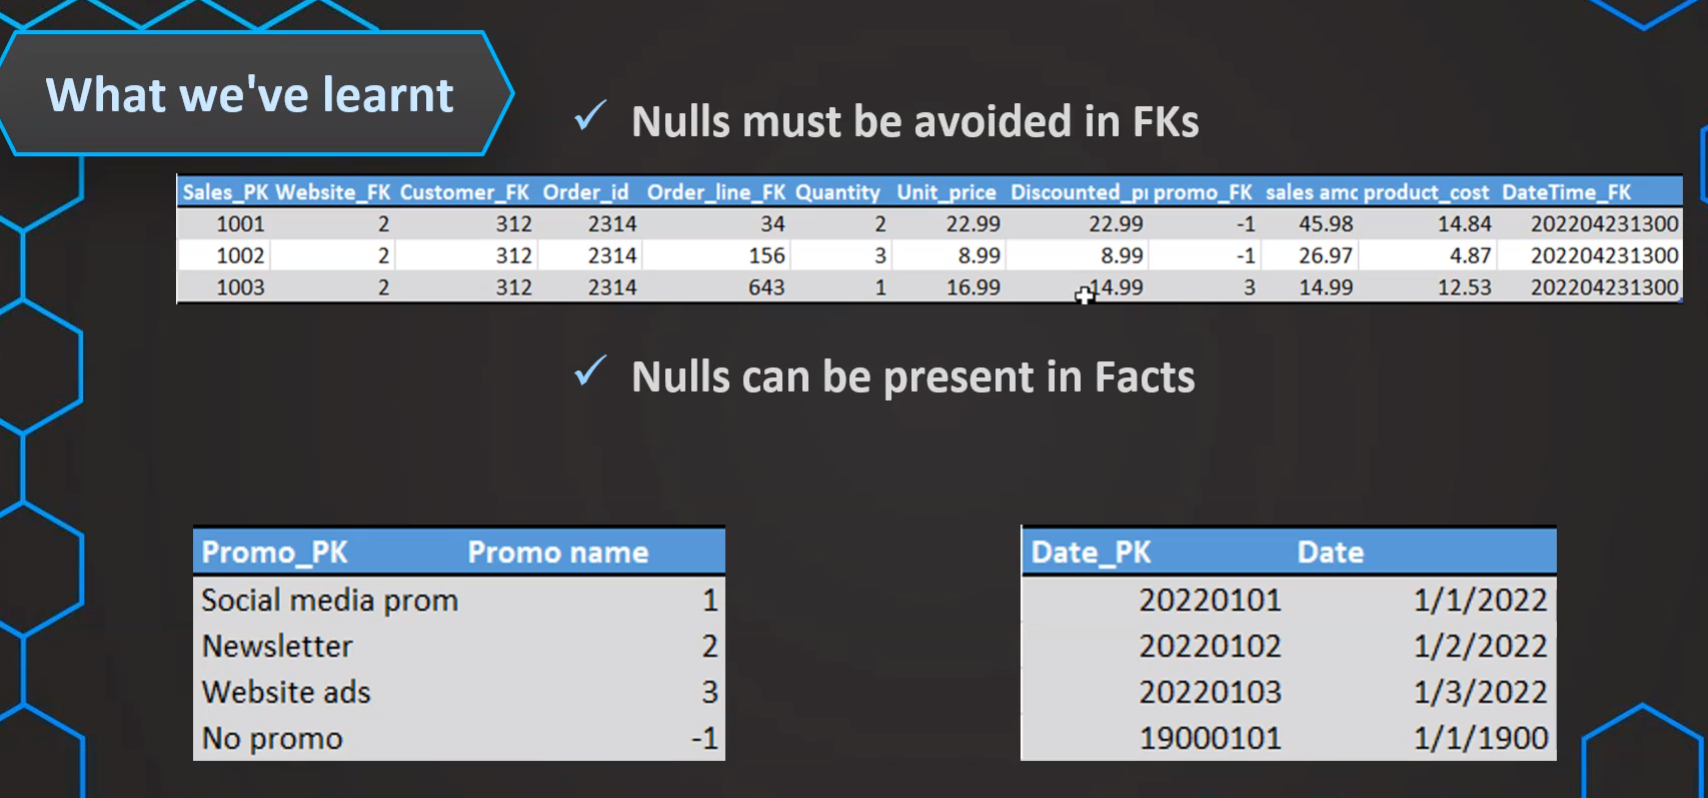 What we've learnt
✓ Nulls must be avoided in FKs
Sales_PK Website_FK Customer_FK Order_id Order_line_FK Quantity Unit_price Discounted_pr promo_FK sales amo product_cost DateTime_FK
1001 2 312 2314 34 2 22.99 22.99 -1 45.98 14.84 202204231300
1002 2 312 2314 156 3 8.99 8.99 -1 26.97 4.87 202204231300
1003 2 312 2314 643 1 16.99 14.99 3 14.99 12.53 202204231300
✓ Nulls can be present in Facts
Promo_PK Promo name
Social media prom 1
Newsletter 2
Website ads 3
No promo -1
Date_PK Date
20220101 1/1/2022
20220102 1/2/2022
20220103 1/3/2022
19000101 1/1/1900